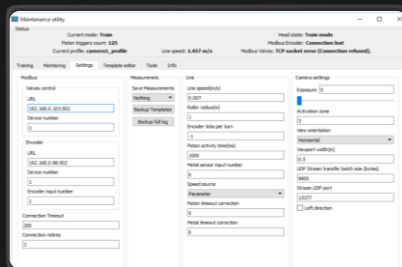 Maintenance utility
Status
Current mode: Train
Head state: Train mode
Piston triggers count: 125
Modbus Encoder: Connection lost
Current profile: camera1_profile
Line speed: 1.457 m/s
Modbus Valves: TCP socket error (Connection refused).
Training Monitoring Settings Template editor Tools Info
Modbus
Valves control
URL
192.168.0.103:502
Device number
1
Encoder
URL
192.168.0.98:502
Device number
1
Encoder input number
1
Connection Timeout
200
Connection retires
3
Measurements
Save Measurements
Nothing
Backup Templates
Backup full log
Line
Line speed(m/s)
0.007
Roller radius(m)
1
Encoder ticks per turn
-1
Piston activity time(ms)
1000
Metal sensor input number
0
Speed source
Parameter
Piston timeout correction
0
Metal timeout correction
0
Camera settings
Exposure 0
Activation zone
3
View orientation
Horizontal
Viewport width(m)
0.5
UDP Stream transfer batch size (bytes)
9800
Stream UDP port
12377
Left direction